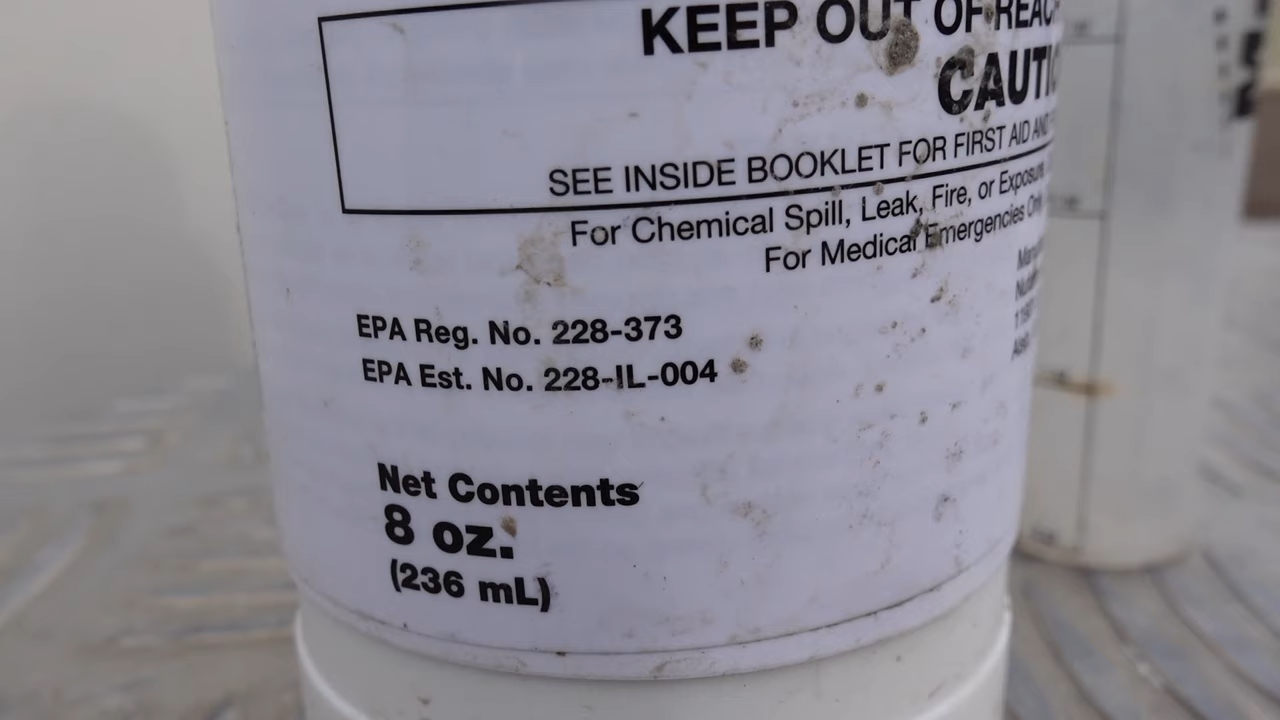 KEEP OUT OF REACH
CAUTION
SEE INSIDE BOOKLET FOR FIRST AID AND
For Chemical Spill, Leak, Fire, or Exposure,
For Medical Emergencies Only
EPA Reg. No. 228-373
EPA Est. No. 228-IL-004
Net Contents
8 oz.
(236 mL)